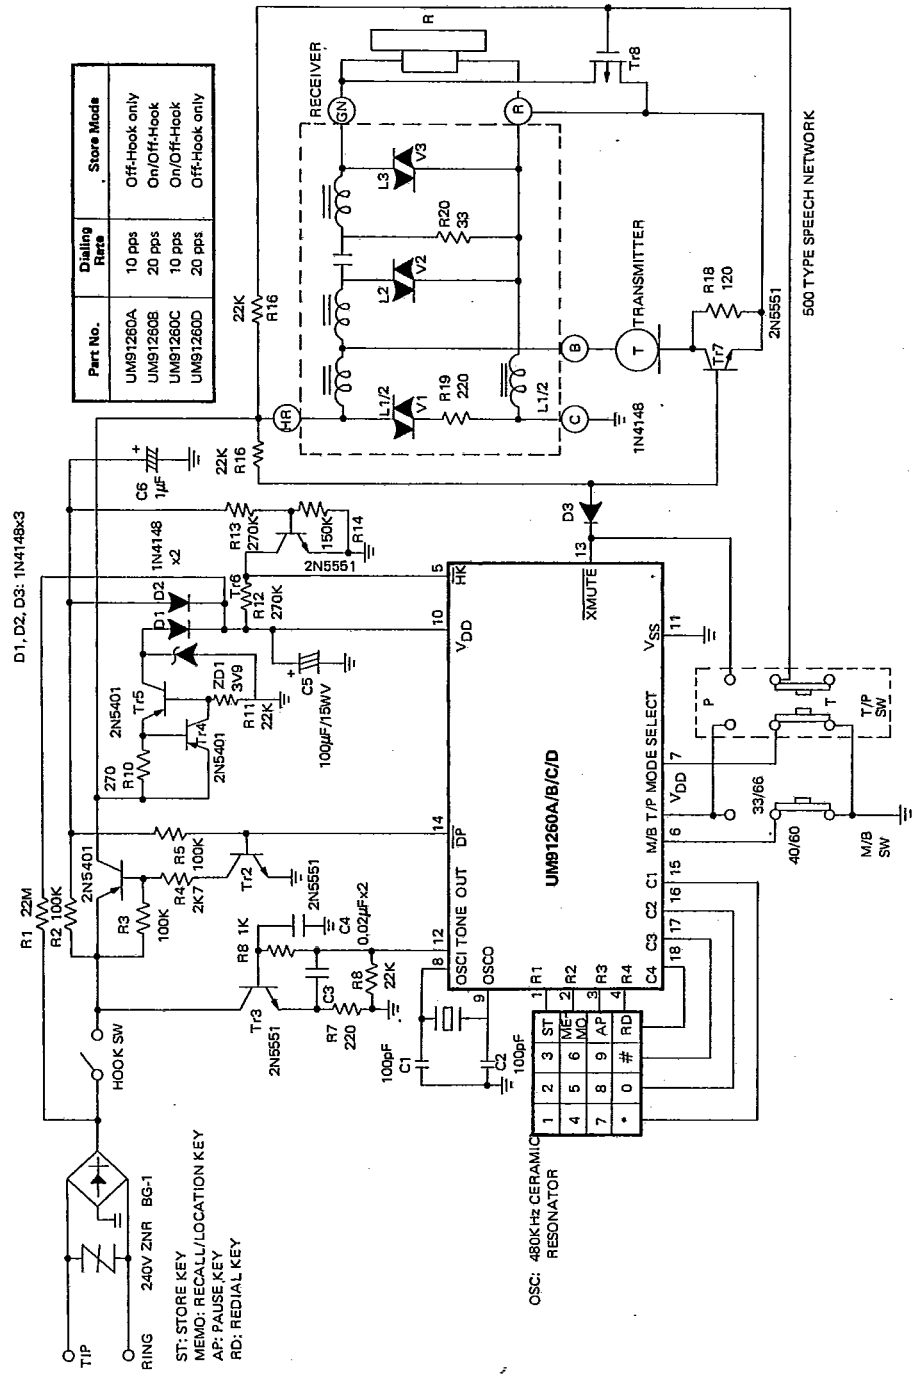 Part No. Dialing Rate Store Mode
UM91260A 10 pps Off-Hook only
UM91260B 20 pps On/Off-Hook
UM91260C 10 pps On/Off-Hook
UM91260D 20 pps Off-Hook only
D1, D2, D3: 1N4148x3
TIP
RING
240V ZNR
BG-1
HOOK SW
ST: STORE KEY
MEMO: RECALL/LOCATION KEY
AP: PAUSE KEY
RD: REDIAL KEY
R1
22M
R2
100K
R3
100K
2N5401
R4
2K7
R5
100K
Tr2
2N5551
Tr3
2N5551
R8
1K
C4
0.02µFx2
C3
R7
220
R8
22K
270
R10
2N5401
Tr5
Tr4
2N5401
ZD1
3V9
R11
22K
D1
D2
1N4148
x2
C5
100µF/15WV
R12
270K
Tr6
2N5551
R13
270K
150K
R14
C6
+
1µF
+
22K
R16
22K
R16
HR
RECEIVER
GN
R
R
L1/2
V1
R19
220
L2
V2
R20
33
L3
V3
L1/2
C
B
T
TRANSMITTER
1N4148
D3
Tr7
R18
120
2N5551
Tr8
500 TYPE SPEECH NETWORK
UM91260A/B/C/D
8
OSCI
12
TONE OUT
14
DP
10
VDD
5
HK
9
OSCO
13
XMUTE
11
VSS
7
T/P MODE SELECT
VDD
6
M/B
15
C1
16
C2
17
C3
18
C4
1
R1
2
R2
3
R3
4
R4
100pF
C1
C2
100pF
OSC: 480KHz CERAMIC
RESONATOR
1 2 3 ST
4 5 6 ME-MO.
7 8 9 AP
* 0 # RD
33/66
40/60
M/B
SW
P
T
T/P
SW